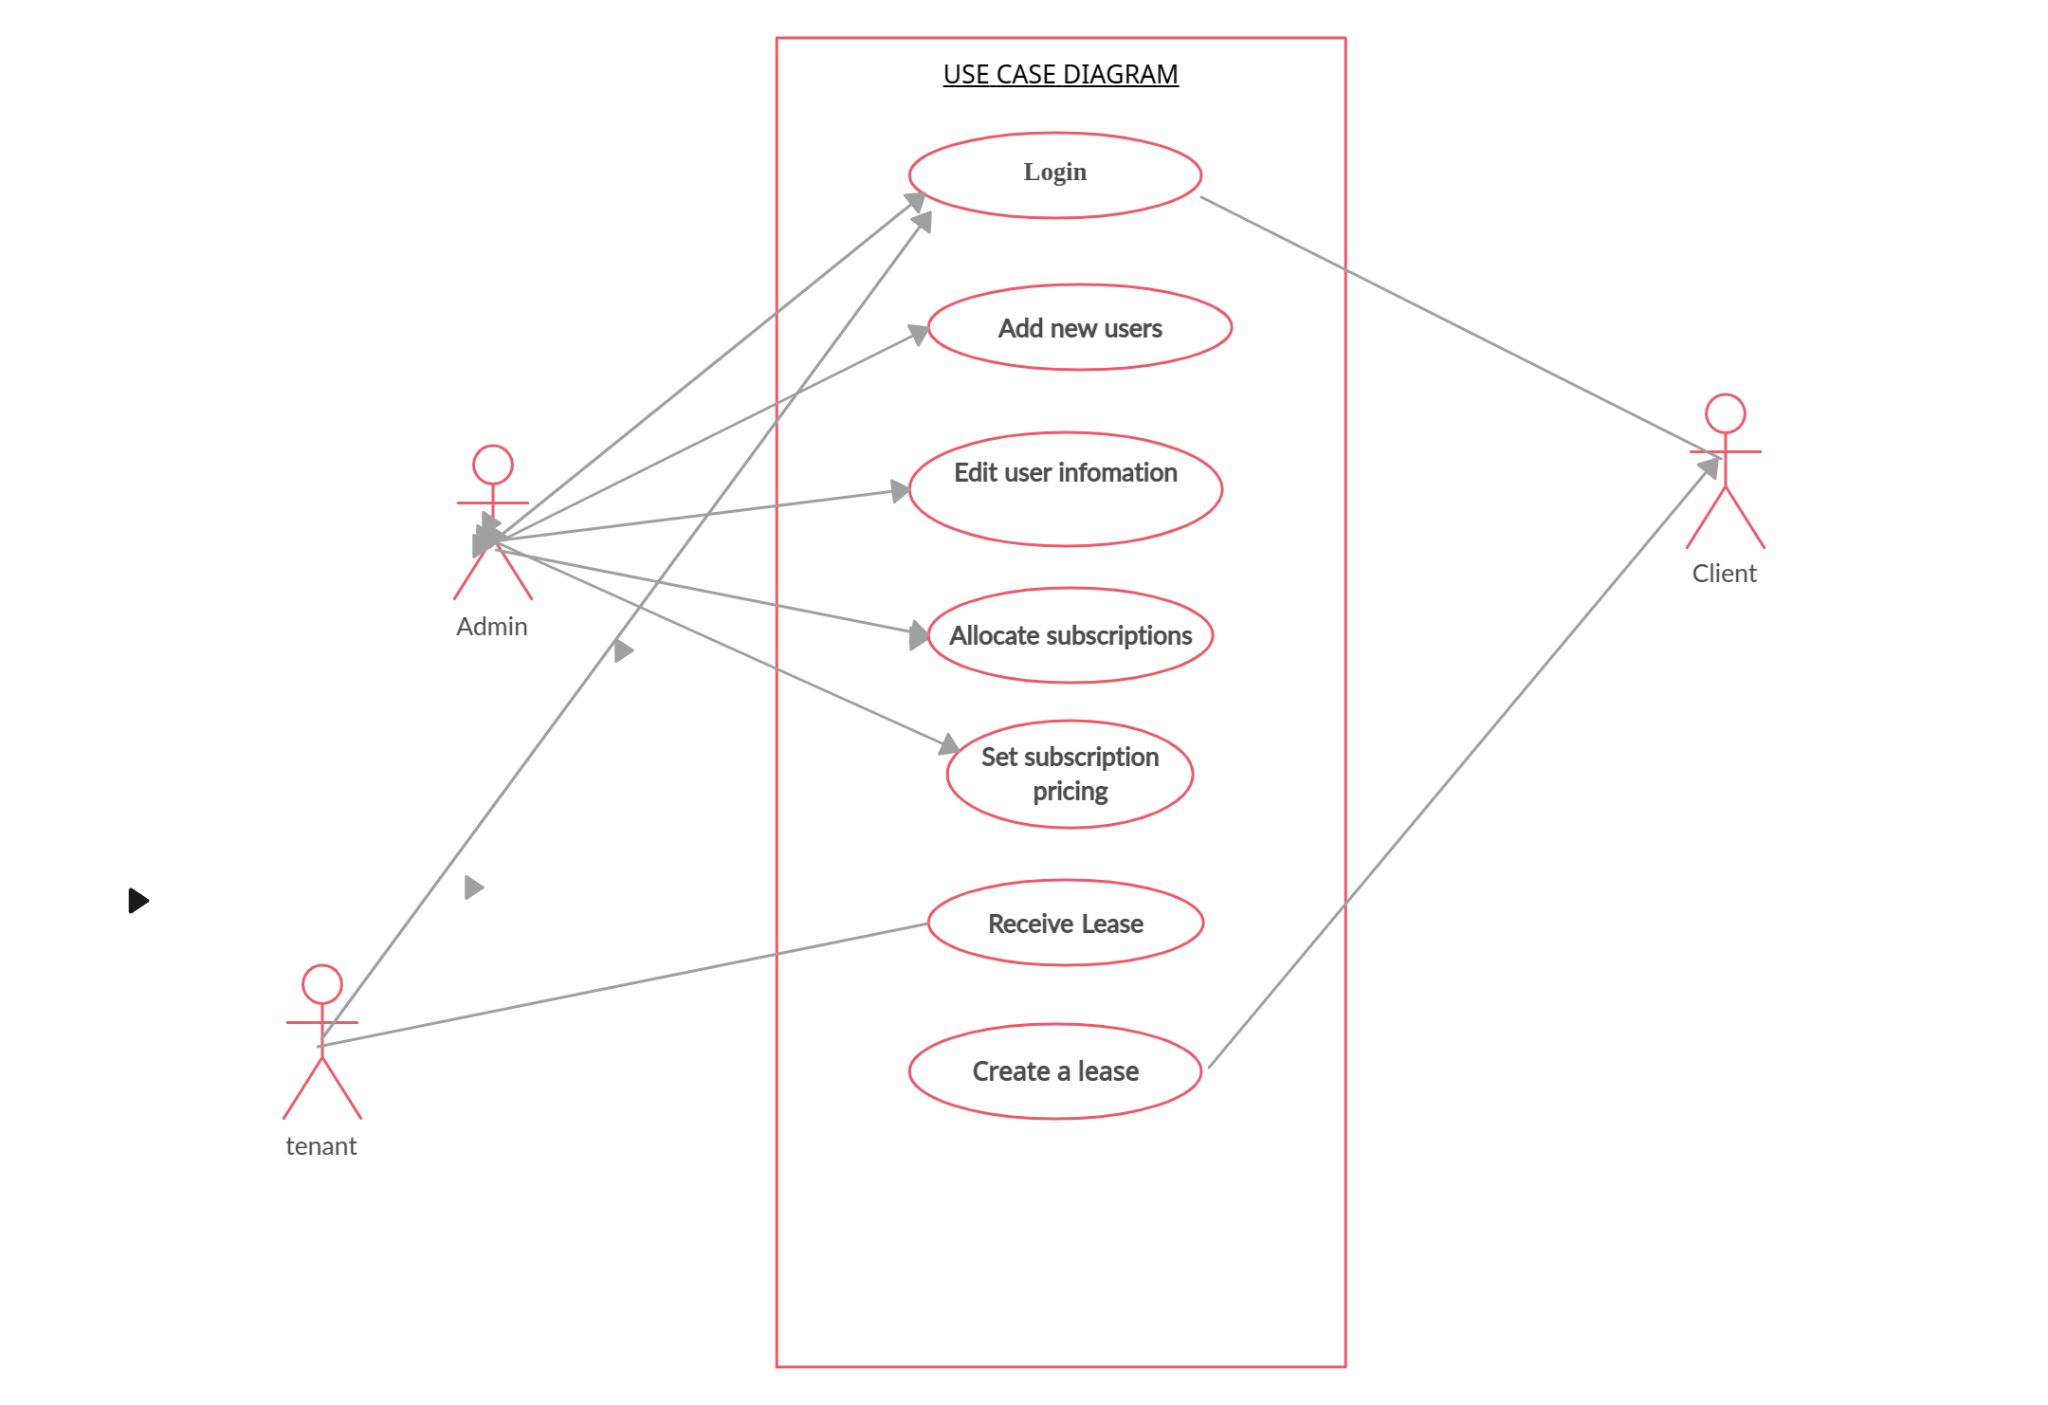 USE CASE DIAGRAM
Login
Add new users
Edit user infomation
Admin
Client
Allocate subscriptions
Set subscription
pricing
Receive Lease
Create a lease
tenant